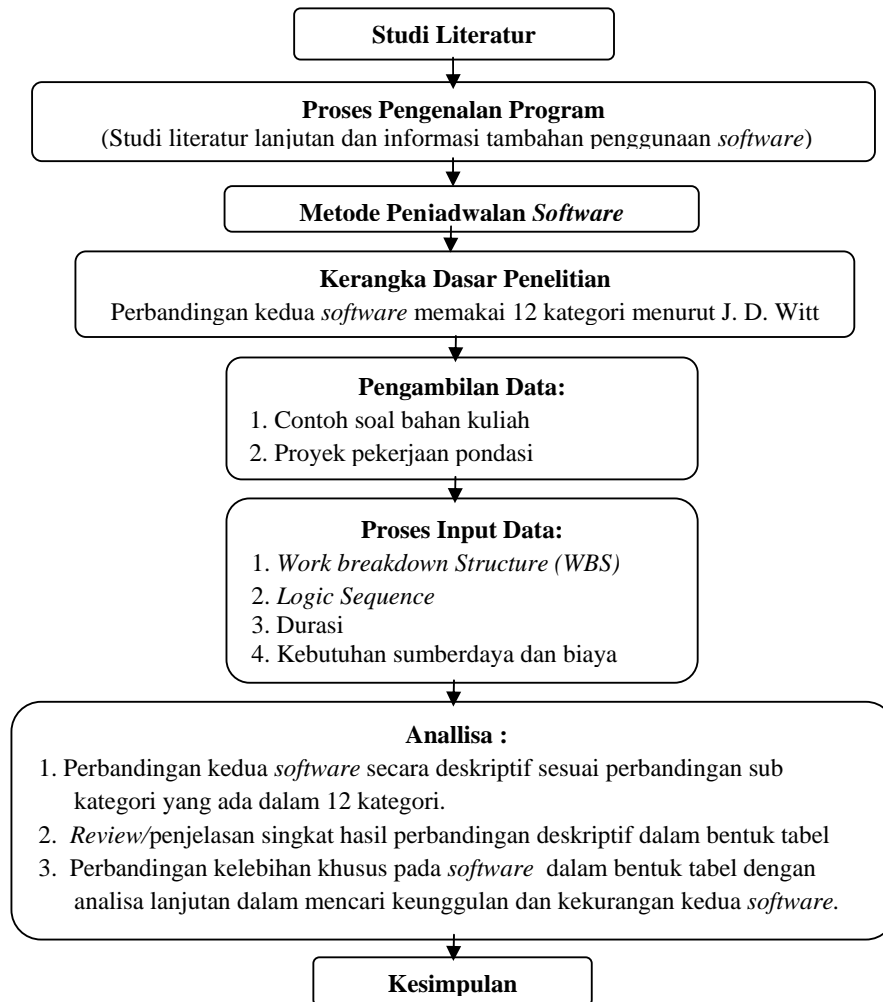 Studi Literatur
Proses Pengenalan Program
(Studi literatur lanjutan dan informasi tambahan penggunaan software)
Metode Penjadwalan Software
Kerangka Dasar Penelitian
Perbandingan kedua software memakai 12 kategori menurut J. D. Witt
Pengambilan Data:
1. Contoh soal bahan kuliah
2. Proyek pekerjaan pondasi
Proses Input Data:
1. Work breakdown Structure (WBS)
2. Logic Sequence
3. Durasi
4. Kebutuhan sumberdaya dan biaya
Anallisa :
1. Perbandingan kedua software secara deskriptif sesuai perbandingan sub
kategori yang ada dalam 12 kategori.
2. Review/penjelasan singkat hasil perbandingan deskriptif dalam bentuk tabel
3. Perbandingan kelebihan khusus pada software dalam bentuk tabel dengan
analisa lanjutan dalam mencari keunggulan dan kekurangan kedua software.
Kesimpulan